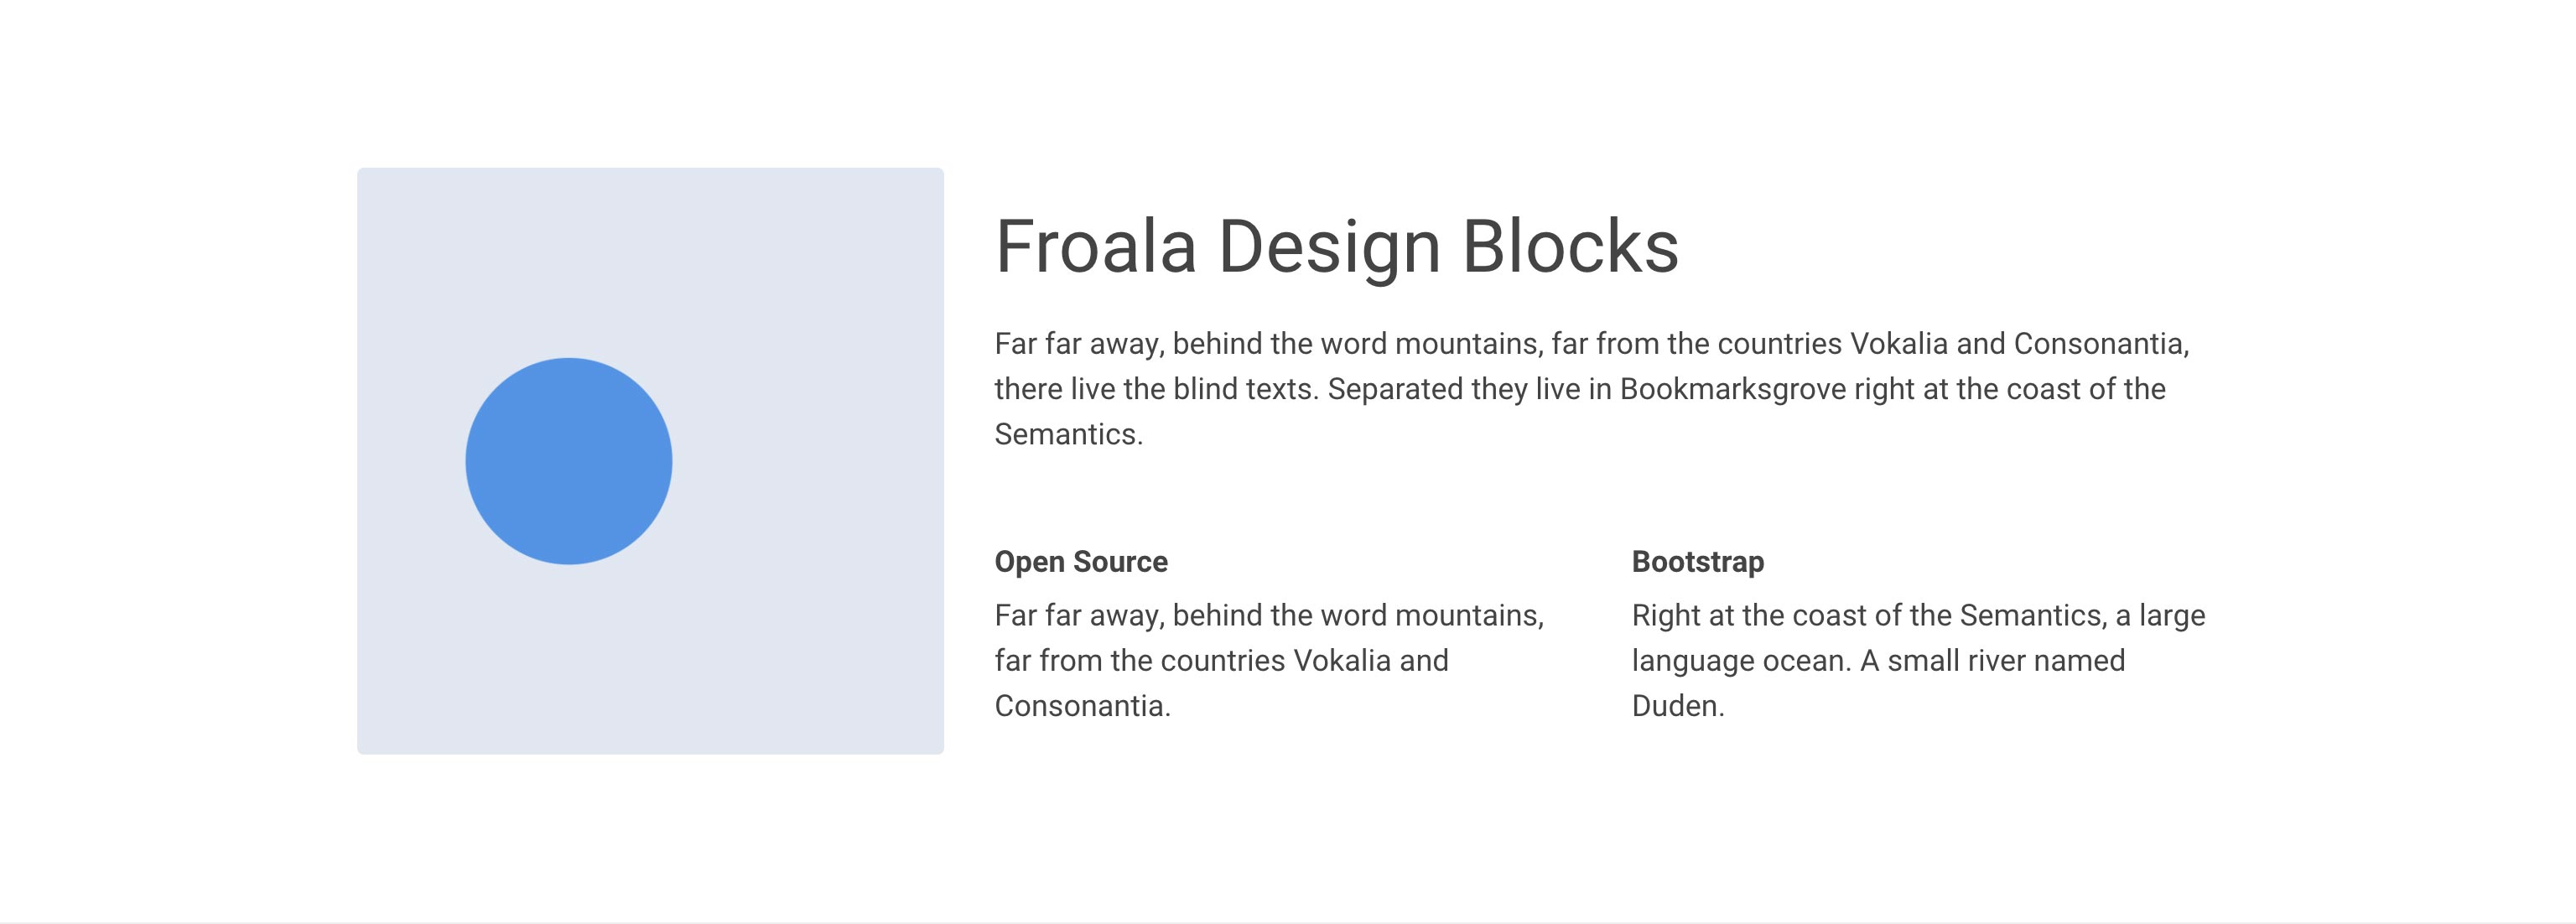 Froala Design Blocks
Far far away, behind the word mountains, far from the countries Vokalia and Consonantia,
there live the blind texts. Separated they live in Bookmarksgrove right at the coast of the
Semantics.
Open Source
Far far away, behind the word mountains,
far from the countries Vokalia and
Consonantia.
Bootstrap
Right at the coast of the Semantics, a large
language ocean. A small river named
Duden.